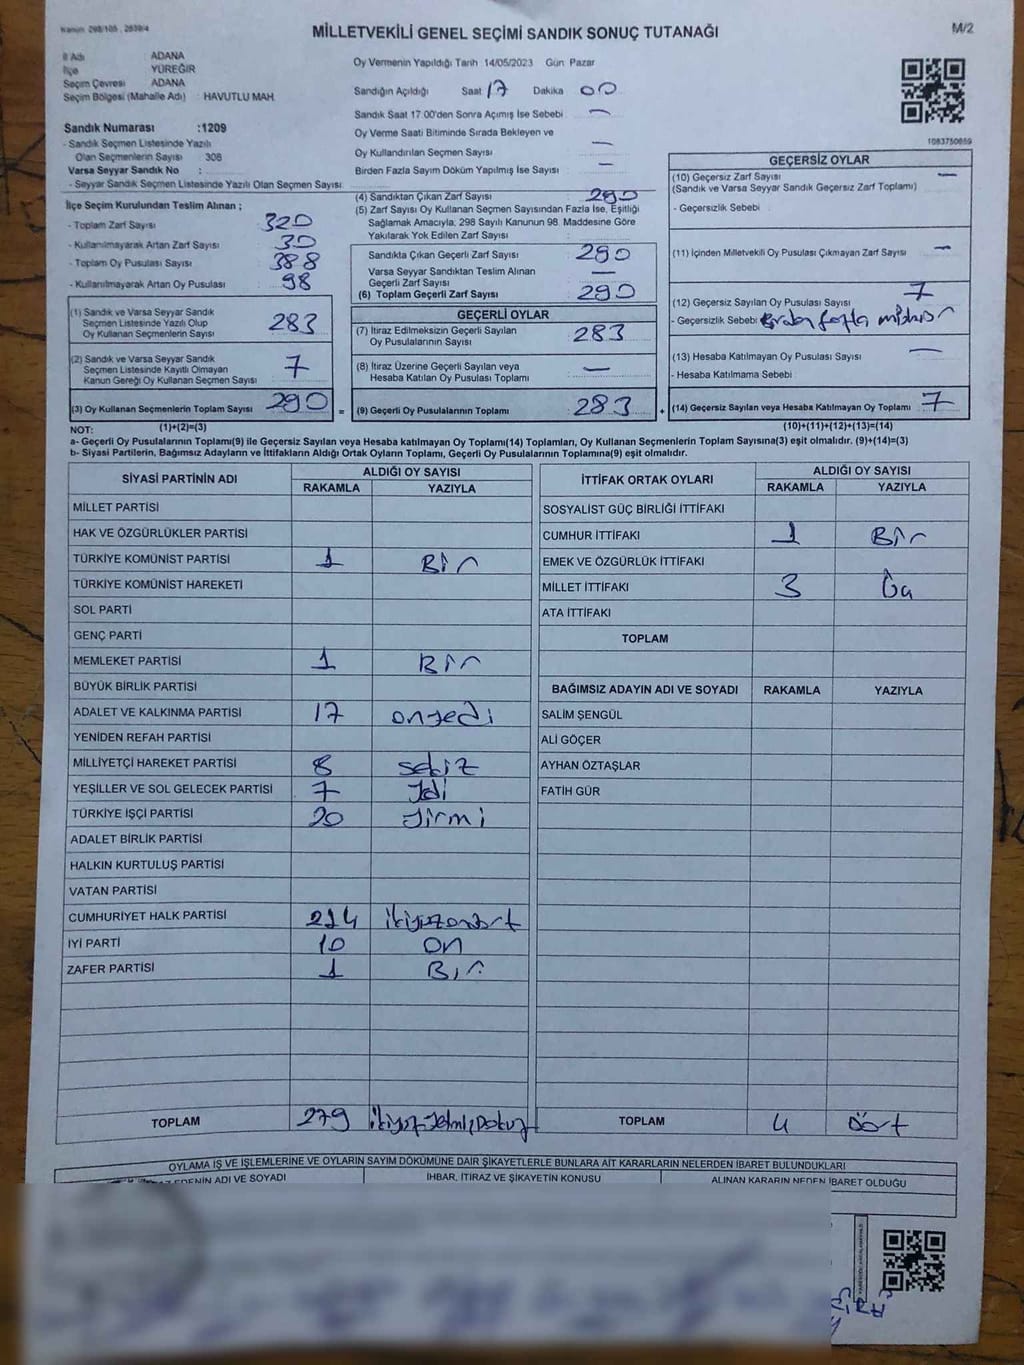 Kanun 298/105 , 2839/4
MİLLETVEKİLİ GENEL SEÇİMİ SANDIK SONUÇ TUTANAĞI
M/2
İl Adı ADANA
İlçe YÜREĞİR
Seçim Çevresi ADANA
Seçim Bölgesi (Mahalle Adı) : HAVUTLU MAH.
Sandık Numarası :1209
- Sandık Seçmen Listesinde Yazılı
Olan Seçmenlerin Sayısı 306
Varsa Seyyar Sandık No :
- Seyyar Sandık Seçmen Listesinde Yazılı Olan Seçmen Sayısı:
Oy Vermenin Yapıldığı Tarih 14/05/2023 Gün Pazar
Sandığın Açıldığı Saat 17 Dakika 00
Sandık Saat 17:00'den Sonra Açımış İse Sebebi : —
Oy Verme Saati Bitiminde Sırada Bekleyen ve
Oy Kullandırılan Seçmen Sayısı : —
Birden Fazla Sayım Döküm Yapılmış İse Sayısı : —
1083750859
İlçe Seçim Kurulundan Teslim Alınan ;
- Toplam Zarf Sayısı : 320
- Kullanılmayarak Artan Zarf Sayısı : 30
- Toplam Oy Pusulası Sayısı : 388
- Kullanılmayarak Artan Oy Pusulası : 98
(1) Sandık ve Varsa Seyyar Sandık
Seçmen Listesinde Yazılı Olup
Oy Kullanan Seçmenlerin Sayısı : 283
(2) Sandık ve Varsa Seyyar Sandık
Seçmen Listesinde Kayıtlı Olmayan
Kanun Gereği Oy Kullanan Seçmen Sayısı : 7
(3) Oy Kullanan Seçmenlerin Toplam Sayısı : 290
(4) Sandıktan Çıkan Zarf Sayısı : 290
(5) Zarf Sayısı Oy Kullanan Seçmen Sayısından Fazla İse, Eşitliği
Sağlamak Amacıyla, 298 Sayılı Kanunun 98. Maddesine Göre
Yakılarak Yok Edilen Zarf Sayısı :
Sandıkta Çıkan Geçerli Zarf Sayısı : 290
Varsa Seyyar Sandıktan Teslim Alınan
Geçerli Zarf Sayısı : —
(6) Toplam Geçerli Zarf Sayısı : 290
GEÇERLİ OYLAR
(7) İtiraz Edilmeksizin Geçerli Sayılan
Oy Pusulalarının Sayısı : 283
(8) İtiraz Üzerine Geçerli Sayılan veya
Hesaba Katılan Oy Pusulası Toplamı : —
= (9) Geçerli Oy Pusulalarının Toplamı : 283
GEÇERSİZ OYLAR
(10) Geçersiz Zarf Sayısı : —
(Sandık ve Varsa Seyyar Sandık Geçersiz Zarf Toplamı)
- Geçersizlik Sebebi :
(11) İçinden Milletvekili Oy Pusulası Çıkmayan Zarf Sayısı : —
(12) Geçersiz Sayılan Oy Pusulası Sayısı : 7
- Geçersizlik Sebebi : fazla
(13) Hesaba Katılmayan Oy Pusulası Sayısı : —
- Hesaba Katılmama Sebebi :
+ (14) Geçersiz Sayılan veya Hesaba Katılmayan Oy Toplamı : 7
NOT: (1)+(2)=(3) (10)+(11)+(12)+(13)=(14)
a- Geçerli Oy Pusulaları Toplamı(9) ile Geçersiz Sayılan veya Hesaba katılmayan Oy Toplamı(14) Toplamları, Oy Kullanan Seçmenlerin Toplam Sayısına(3) eşit olmalıdır. (9)+(14)=(3)
b- Siyasi Partilerin, Bağımsız Adayların ve İttifakların Aldığı Ortak Oyların Toplamı, Geçerli Oy Pusulalarının Toplamına(9) eşit olmalıdır.
SİYASİ PARTİNİN ADI ALDIĞI OY SAYISI
RAKAMLA YAZIYLA
MİLLET PARTİSİ
HAK VE ÖZGÜRLÜKLER PARTİSİ
TÜRKİYE KOMÜNİST PARTİSİ 1 Bir
TÜRKİYE KOMÜNİST HAREKETİ
SOL PARTİ
GENÇ PARTİ
MEMLEKET PARTİSİ 1 Bir
BÜYÜK BİRLİK PARTİSİ
ADALET VE KALKINMA PARTİSİ 17 onyedi
YENİDEN REFAH PARTİSİ
MİLLİYETÇİ HAREKET PARTİSİ 8 sekiz
YEŞİLLER VE SOL GELECEK PARTİSİ 7 Yedi
TÜRKİYE İŞÇİ PARTİSİ 20 yirmi
ADALET BİRLİK PARTİSİ
HALKIN KURTULUŞ PARTİSİ
VATAN PARTİSİ
CUMHURİYET HALK PARTİSİ 214 ikiyüzondört
İYİ PARTİ 10 on
ZAFER PARTİSİ 1 Bir
TOPLAM 279
İTTİFAK ORTAK OYLARI ALDIĞI OY SAYISI
RAKAMLA YAZIYLA
SOSYALİST GÜÇ BİRLİĞİ İTTİFAKI
CUMHUR İTTİFAKI 1 Bir
EMEK VE ÖZGÜRLÜK İTTİFAKI
MİLLET İTTİFAKI 3 Üç
ATA İTTİFAKI
TOPLAM
BAĞIMSIZ ADAYIN ADI VE SOYADI RAKAMLA YAZIYLA
SALİM ŞENGÜL
ALİ GÖÇER
AYHAN ÖZTAŞLAR
FATİH GÜR
TOPLAM 4 Dört
OYLAMA İŞ VE İŞLEMLERİNE VE OYLARIN SAYIM DÖKÜMÜNE DAİR ŞİKAYETLERLE BUNLARA AİT KARARLARIN NELERDEN İBARET BULUNDUKLARI
ADI VE SOYADI İHBAR, İTİRAZ VE ŞİKAYETİN KONUSU ALINAN KARARIN NEDEN İBARET OLDUĞU